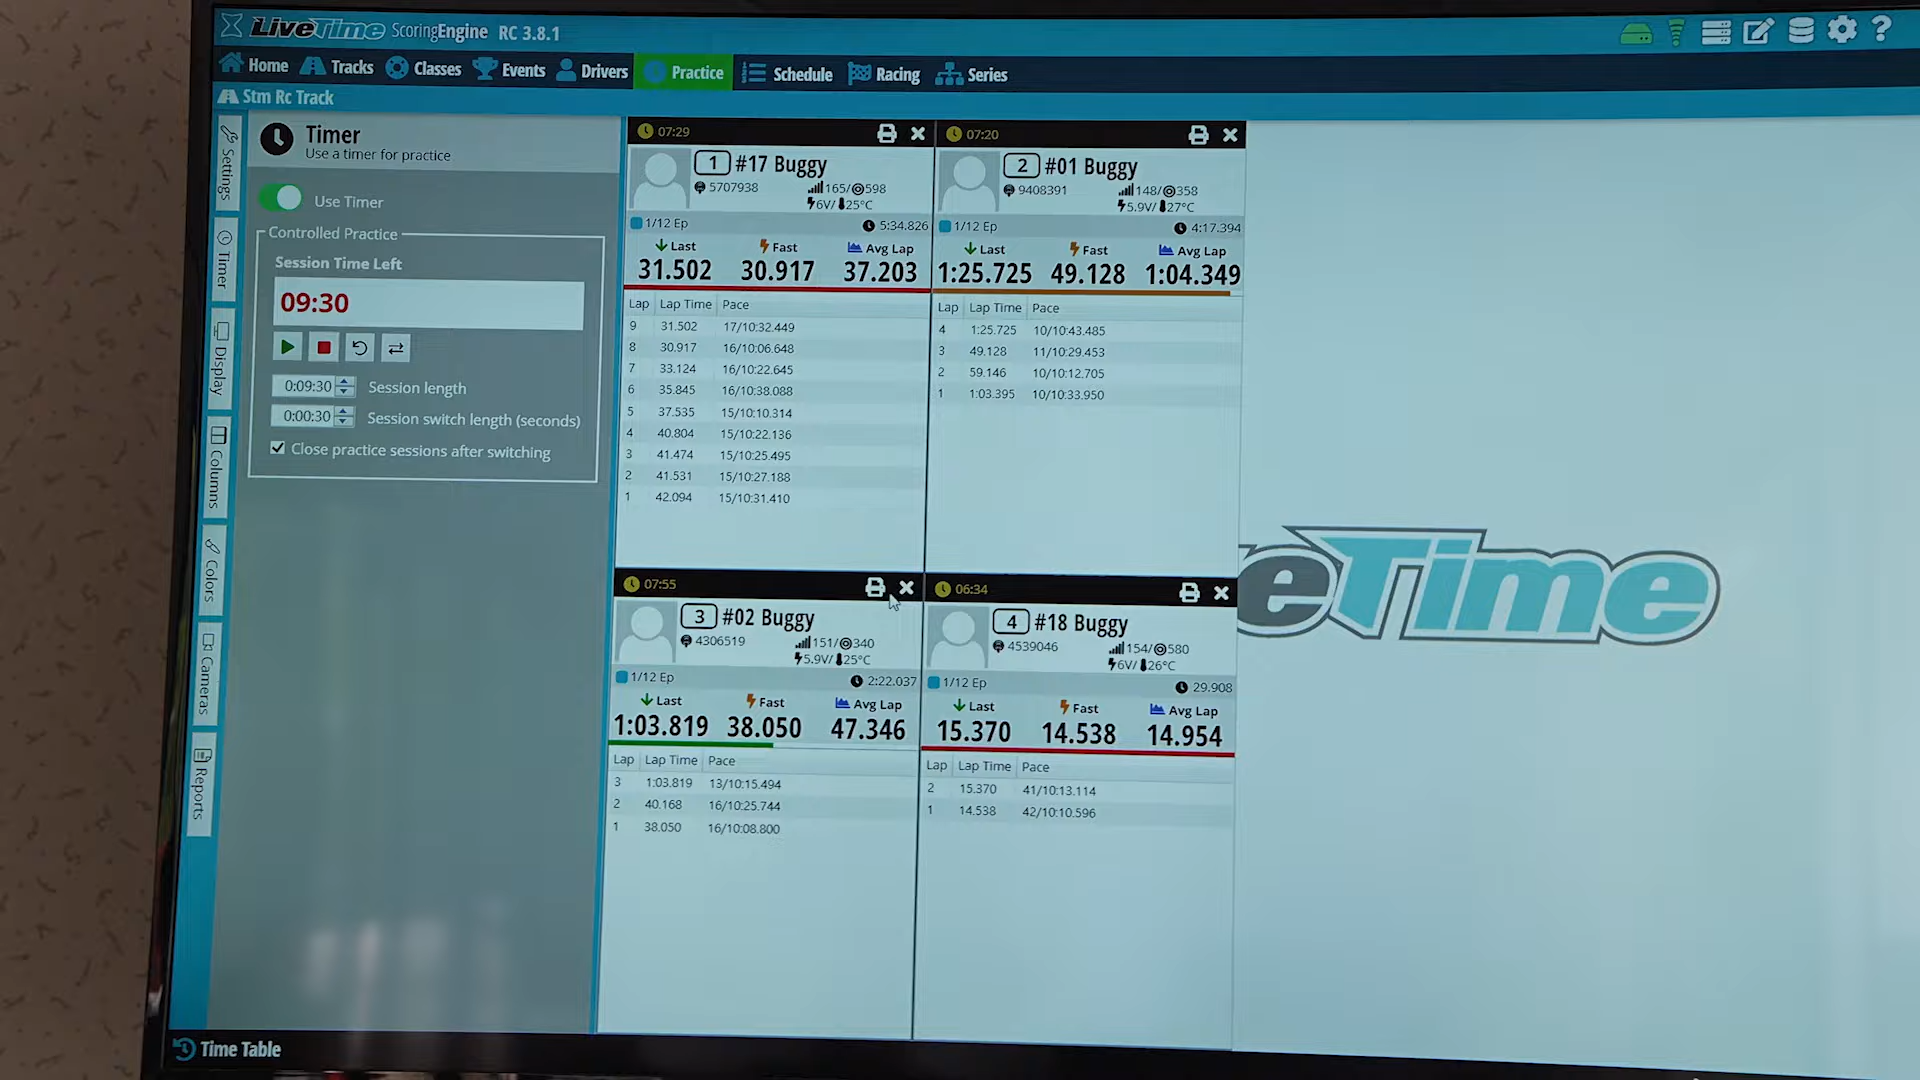 LiveTime ScoringEngine RC 3.8.1
Home Tracks Classes Events Drivers Practice Schedule Racing Series
Stm Rc Track
Settings
Timer
Display
Columns
Colors
Cameras
Reports
Timer
Use a timer for practice
Use Timer
Controlled Practice
Session Time Left
09:30
0:09:30 Session length
0:00:30 Session switch length (seconds)
Close practice sessions after switching
07:29
1 #17 Buggy
5707938 165/598
6V/25°C
1/12 Ep 5:34.826
Last Fast Avg Lap
31.502 30.917 37.203
Lap Lap Time Pace
9 31.502 17/10:32.449
8 30.917 16/10:06.648
7 33.124 16/10:22.645
6 35.845 16/10:38.088
5 37.535 15/10:10.314
4 40.804 15/10:22.136
3 41.474 15/10:25.495
2 41.531 15/10:27.188
1 42.094 15/10:31.410
07:20
2 #01 Buggy
9408391 148/358
5.9V/27°C
1/12 Ep 4:17.394
Last Fast Avg Lap
1:25.725 49.128 1:04.349
Lap Lap Time Pace
4 1:25.725 10/10:43.485
3 49.128 11/10:29.453
2 59.146 10/10:12.705
1 1:03.395 10/10:33.950
07:55
3 #02 Buggy
4306519 151/340
5.9V/25°C
1/12 Ep 2:22.037
Last Fast Avg Lap
1:03.819 38.050 47.346
Lap Lap Time Pace
3 1:03.819 13/10:15.494
2 40.168 16/10:25.744
1 38.050 16/10:08.800
06:34
4 #18 Buggy
4539046 154/580
6V/26°C
1/12 Ep 29.908
Last Fast Avg Lap
15.370 14.538 14.954
Lap Lap Time Pace
2 15.370 41/10:13.114
1 14.538 42/10:10.596
eTime
Time Table